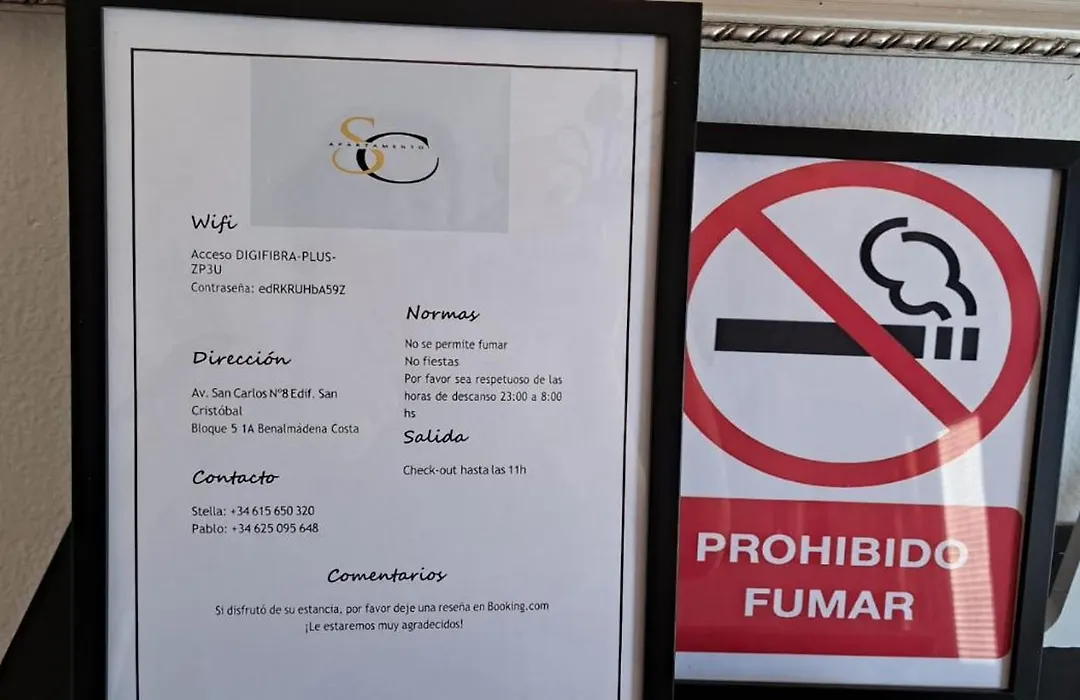 SC
APARTAMENTO
Wifi
Acceso DIGIFIBRA-PLUS-
ZP3U
Contraseña: edRKRUHbA59Z
Dirección
Av. San Carlos Nº8 Edif. San
Cristóbal
Bloque 5 1A Benalmádena Costa
Contacto
Stella: +34 615 650 320
Pablo: +34 625 095 648
Normas
No se permite fumar
No fiestas
Por favor sea respetuoso de las
horas de descanso 23:00 a 8:00
hs
Salida
Check-out hasta las 11h
Comentarios
Si disfrutó de su estancia, por favor deje una reseña en Booking.com
¡Le estaremos muy agradecidos!
PROHIBIDO
FUMAR